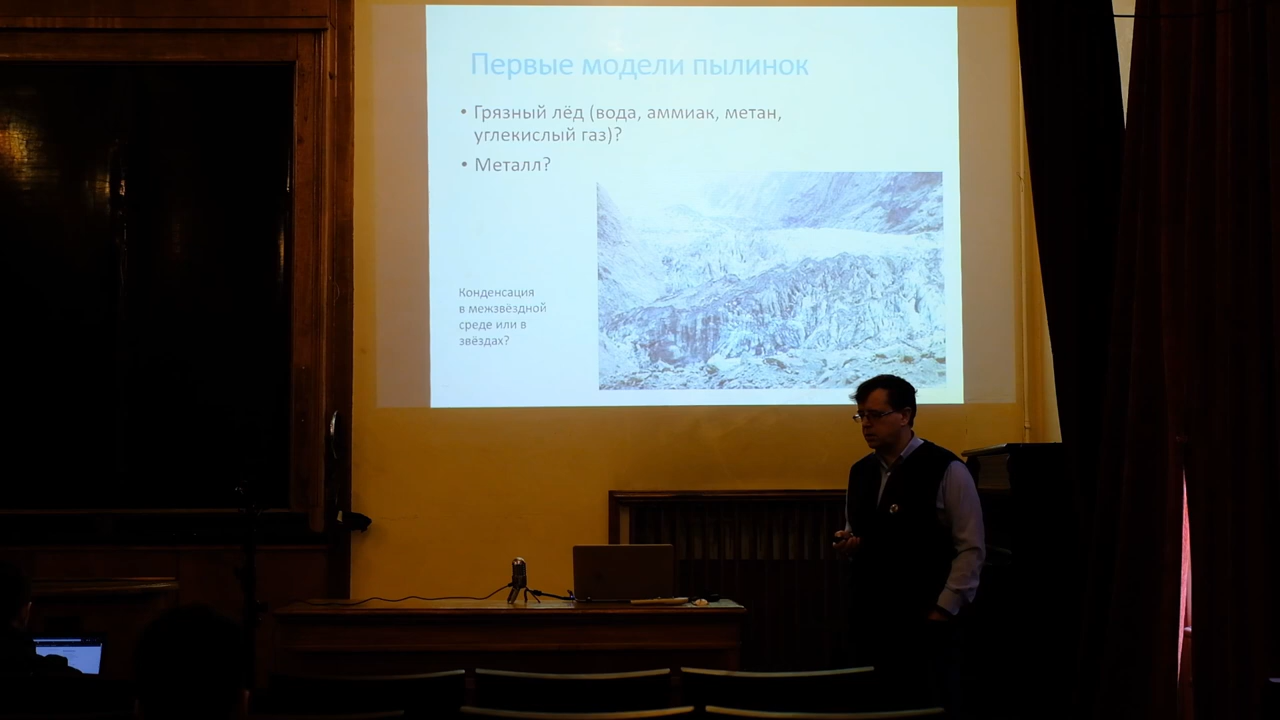 Первые модели пылинок
• Грязный лёд (вода, аммиак, метан,
углекислый газ)?
• Металл?
Конденсация
в межзвёздной
среде или в
звёздах?